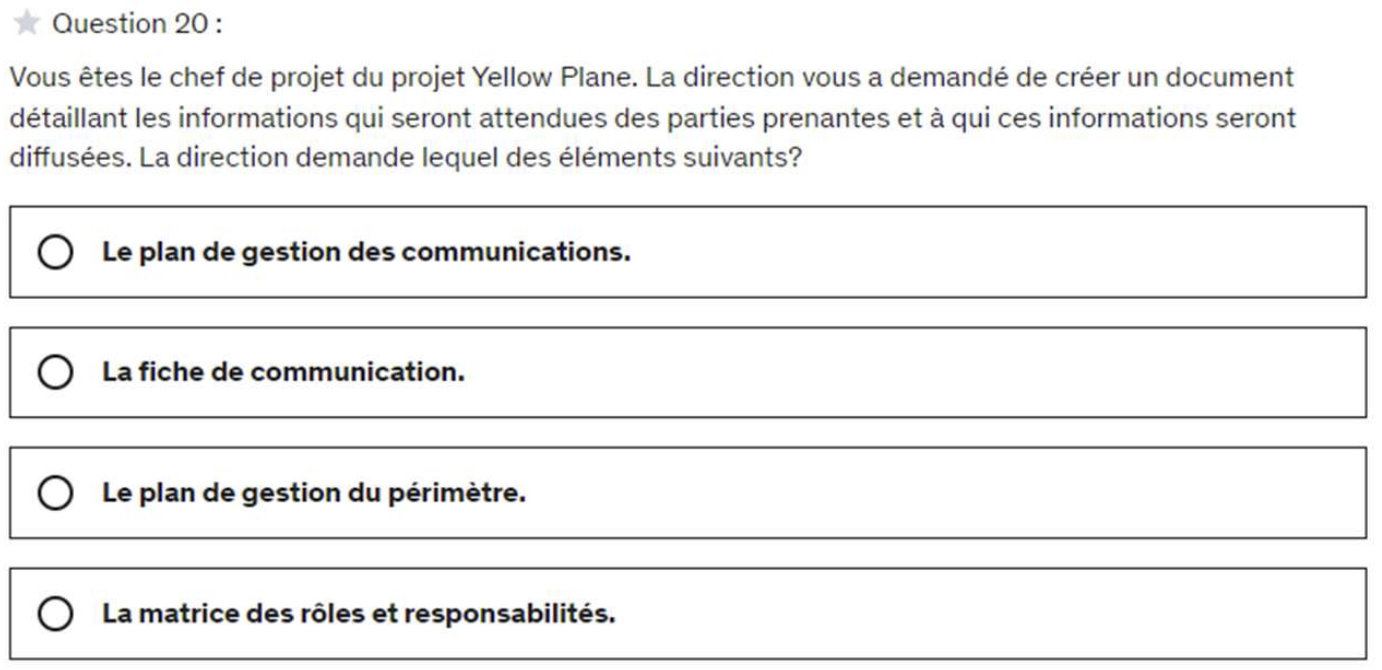 Question 20 :
Vous êtes le chef de projet du projet Yellow Plane. La direction vous a demandé de créer un document
détaillant les informations qui seront attendues des parties prenantes et à qui ces informations seront
diffusées. La direction demande lequel des éléments suivants?
Le plan de gestion des communications.
La fiche de communication.
Le plan de gestion du périmètre.
La matrice des rôles et responsabilités.